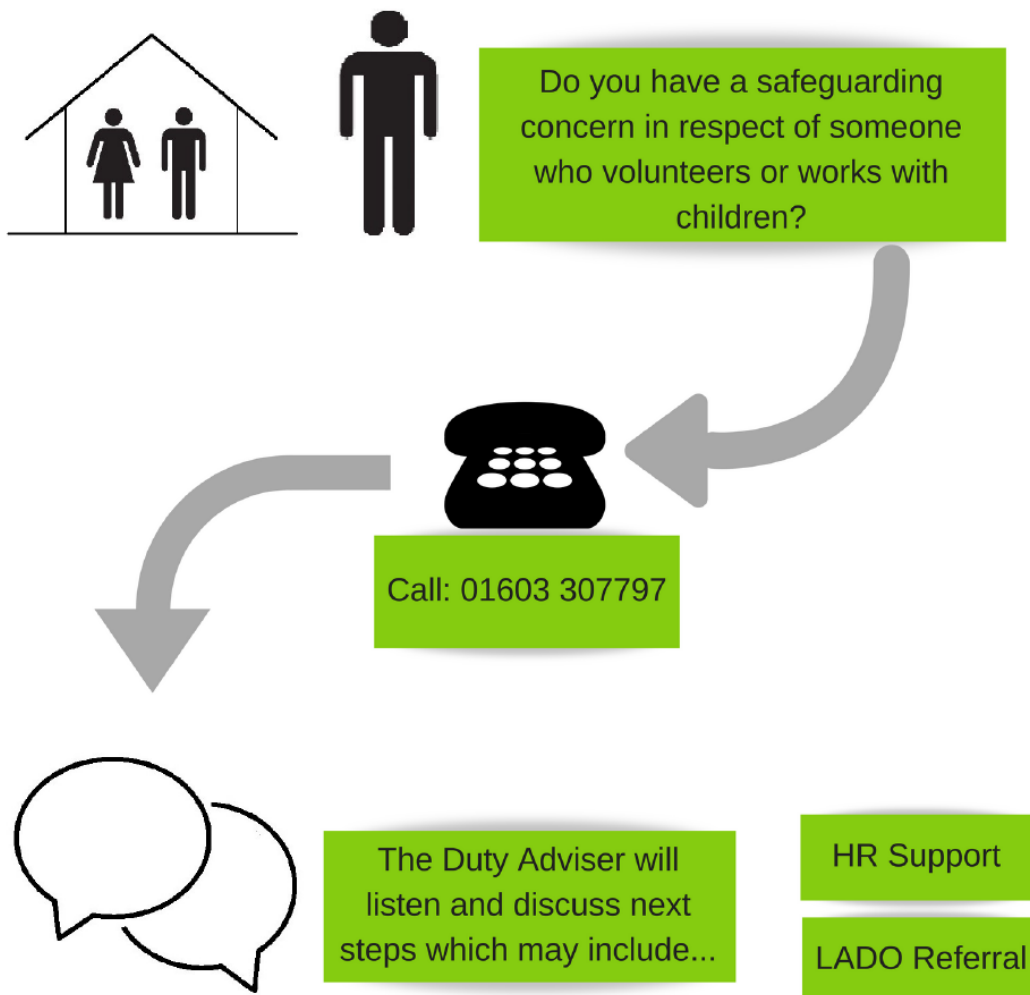 Do you have a safeguarding
concern in respect of someone
who volunteers or works with
children?
Call: 01603 307797
The Duty Adviser will
listen and discuss next
steps which may include...
HR Support
LADO Referral